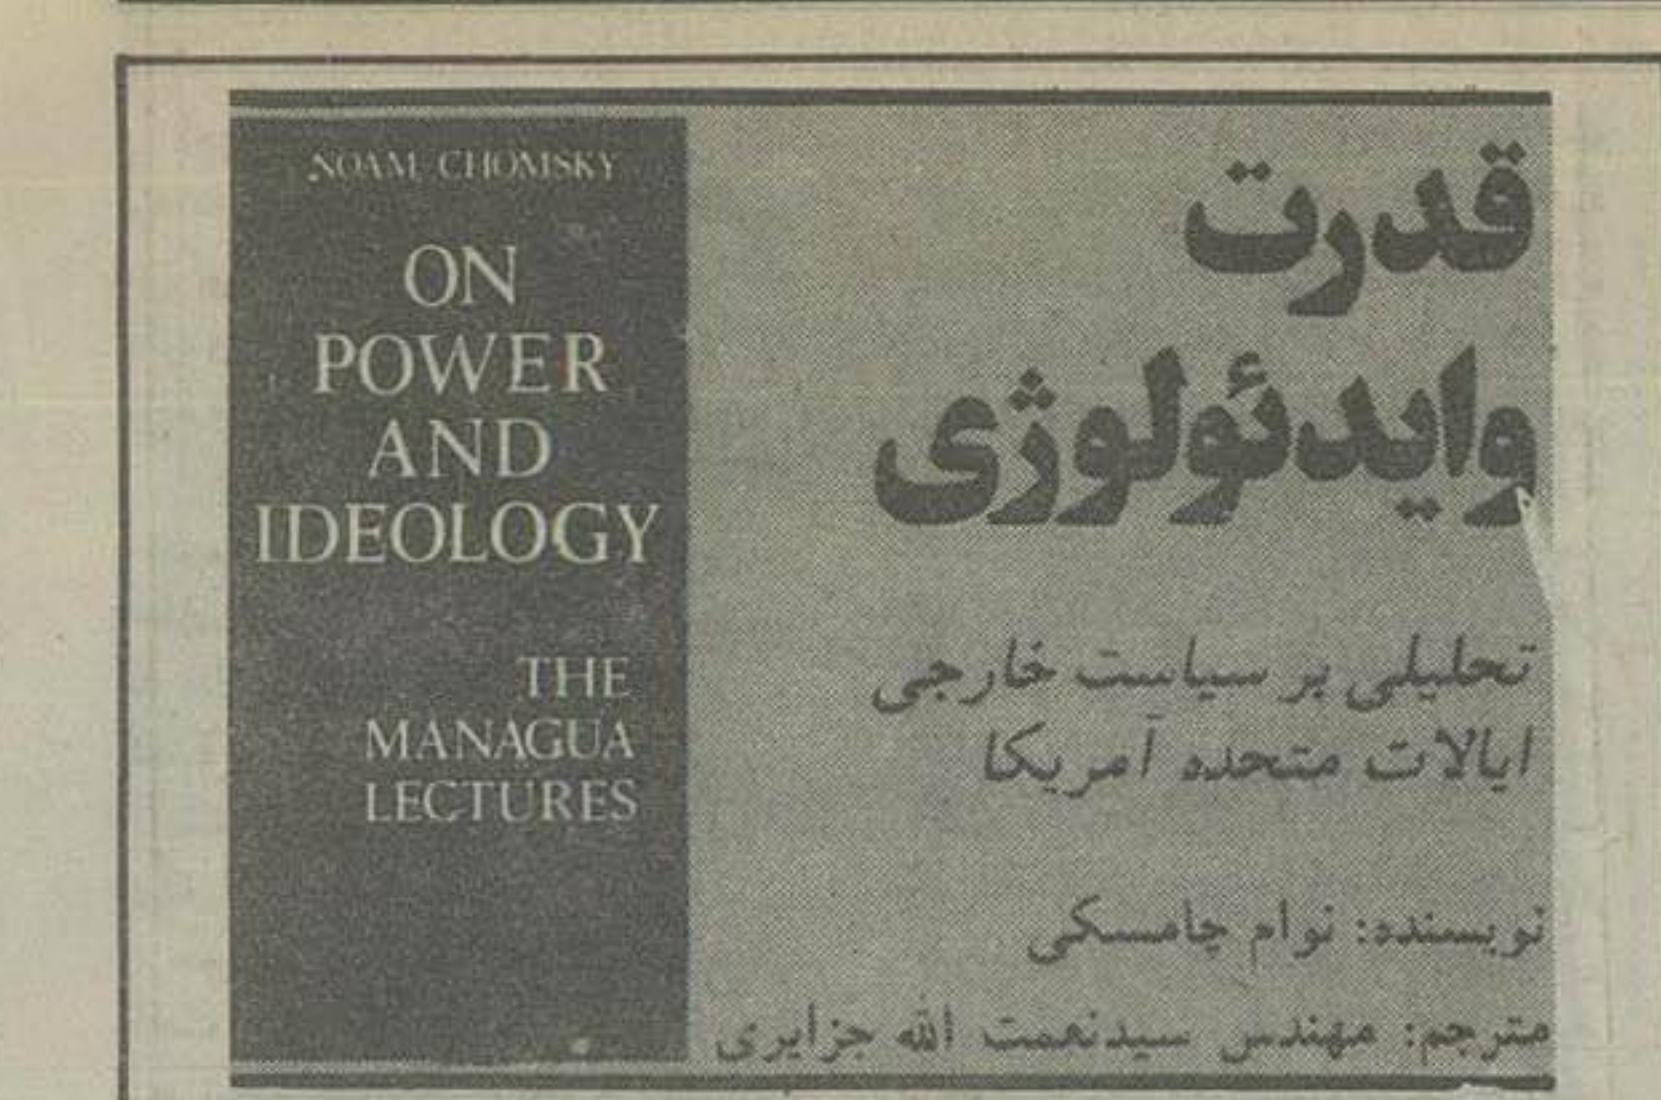 NOAM CHOMSKY
ON
POWER
AND
IDEOLOGY
THE
MANAGUA
LECTURES
قدرت
وایدئولوژی
تحلیلی بر سیاست خارجی
ایالات متحده آمریکا
نویسنده: نوام چامسکی
مترجم: مهندس سیدنعمت الله جزایری